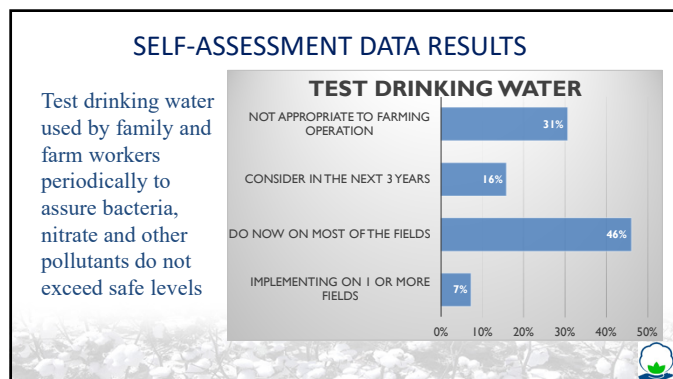 SELF-ASSESSMENT DATA RESULTS
Test drinking water
used by family and
farm workers
periodically to
assure bacteria,
nitrate and other
pollutants do not
exceed safe levels
TEST DRINKING WATER
NOT APPROPRIATE TO FARMING
OPERATION
31%
CONSIDER IN THE NEXT 3 YEARS
16%
DO NOW ON MOST OF THE FIELDS
46%
IMPLEMENTING ON 1 OR MORE
FIELDS
7%
0% 10% 20% 30% 40% 50%